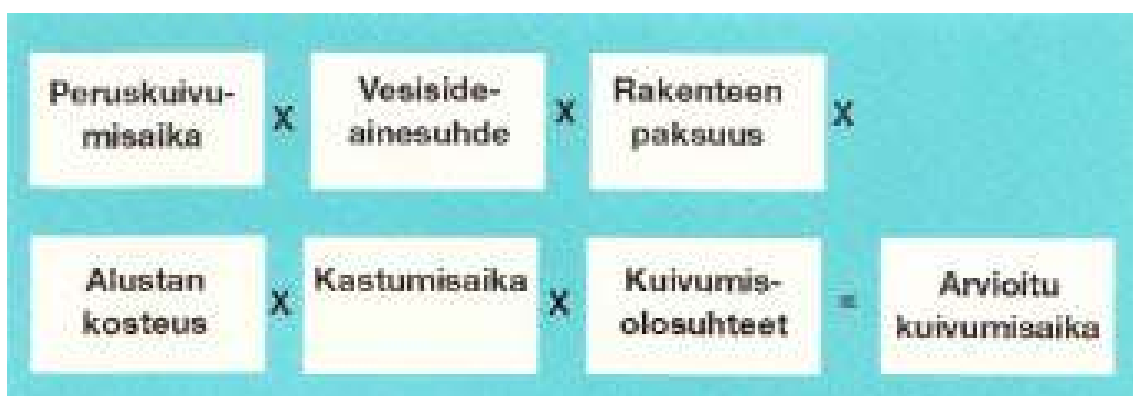 Peruskuivu-
misaika
X
Vesiside-
ainesuhde
X
Rakenteen
paksuus
X
Alustan
kosteus
X
Kastumisaika
X
Kuivumis-
olosuhteet
=
Arvioitu
kuivumisaika